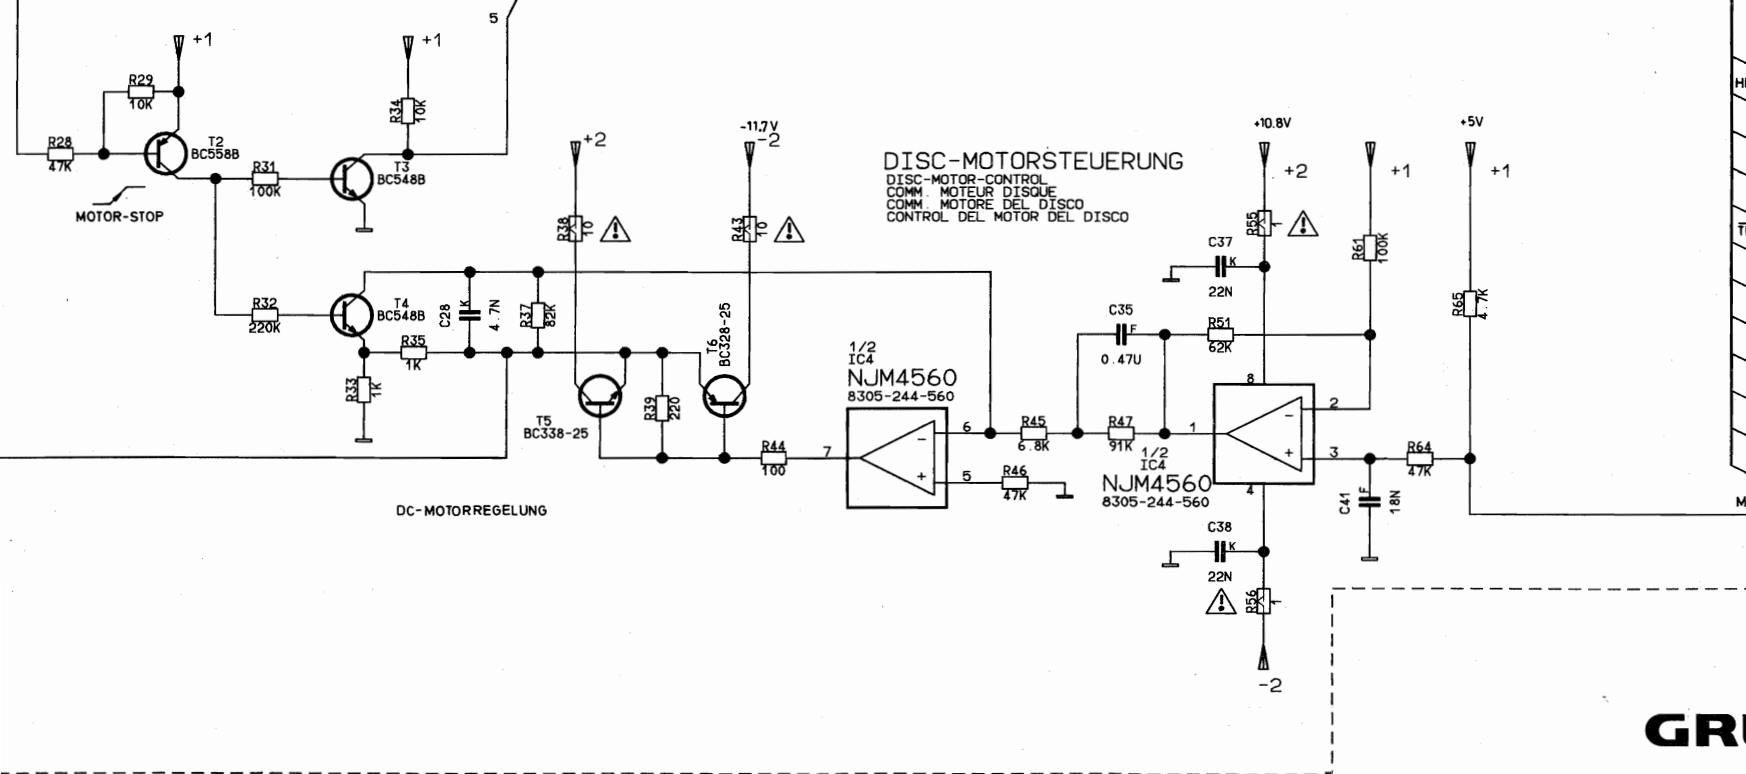 5
+1
+1
R29
10K
R34
10K
T2
BC558B
R28
47K
R31
100K
T3
BC548B
MOTOR-STOP
+2
-11.7V
-2
DISC-MOTORSTEUERUNG
DISC-MOTOR-CONTROL
COMM. MOTEUR DISQUE
COMM. MOTORE DEL DISCO
CONTROL DEL MOTOR DEL DISCO
+10.8V
+2
+1
+5V
+1
R38
10
R43
10
R55
1
R61
100K
C37
K
22N
R65
4.7K
R32
220K
T4
BC548B
C28
K
4.7N
R37
82K
T6
BC328-25
C35
F
0.47U
R51
62K
R35
1K
R33
1K
1/2
IC4
NJM4560
8305-244-560
T5
BC338-25
R39
220
R44
100
7
6
5
R45
6.8K
R46
47K
R47
91K
1
1/2
IC4
NJM4560
8305-244-560
8
2
3
4
R64
47K
C41
F
18N
DC-MOTORREGELUNG
C38
K
22N
R56
1
-2